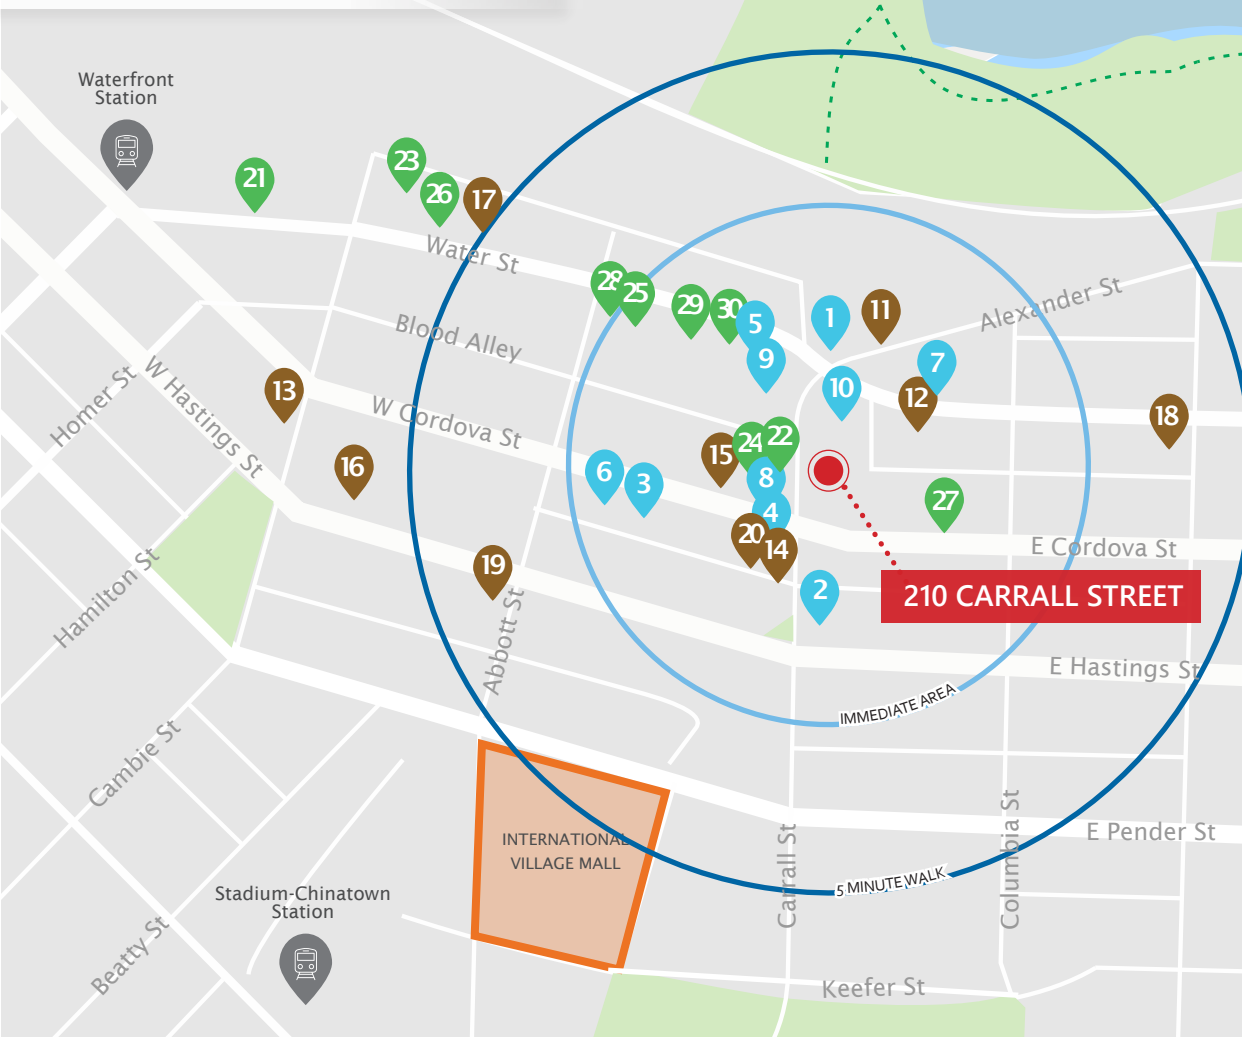 Waterfront
Station
21
23
26
17
Water St
28
25
29
30
5
1
11
Alexander St
9
7
Blood Alley
10
12
18
Homer St
W Hastings St
13
W Cordova St
16
6
3
15
24
22
8
4
20
14
27
E Cordova St
19
2
210 CARRALL STREET
Hamilton St
Abbott St
E Hastings St
IMMEDIATE AREA
Cambie St
INTERNATIONAL
VILLAGE MALL
Carrall St
Columbia St
E Pender St
5 MINUTE WALK
Stadium-Chinatown
Station
Beatty St
Keefer St